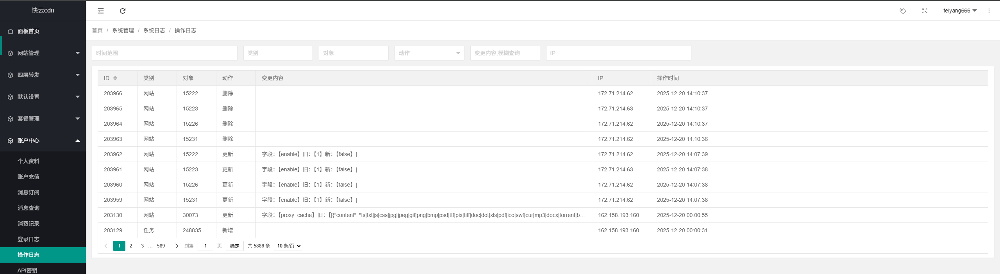 快云cdn
feiyang666
面板首页
网站管理
四层转发
默认设置
套餐管理
账户中心
个人资料
账户充值
消息订阅
消息查询
消费记录
登录日志
操作日志
API密钥
首页 / 系统管理 / 系统日志 / 操作日志
时间范围 类别 对象 动作 变更内容,模糊查询 IP
ID 类别 对象 动作 变更内容 IP 操作时间
203966 网站 15222 删除 172.71.214.62 2025-12-20 14:10:37
203965 网站 15223 删除 172.71.214.63 2025-12-20 14:10:37
203964 网站 15226 删除 172.71.214.62 2025-12-20 14:10:37
203963 网站 15231 删除 172.71.214.62 2025-12-20 14:10:36
203962 网站 15222 更新 字段:【enable】旧:【1】新:【false】| 172.71.214.62 2025-12-20 14:07:39
203961 网站 15223 更新 字段:【enable】旧:【1】新:【false】| 172.71.214.63 2025-12-20 14:07:38
203960 网站 15226 更新 字段:【enable】旧:【1】新:【false】| 172.71.214.62 2025-12-20 14:07:38
203959 网站 15231 更新 字段:【enable】旧:【1】新:【false】| 172.71.214.62 2025-12-20 14:07:38
203130 网站 30073 更新 字段:【proxy_cache】旧:【[{"content": "ts|txt|js|css|jpg|jpeg|gif|png|bmp|psd|ttf|pix|tiff|doc|dot|xls|pdf|ico|swf|cur|mp3|docx|torrent|b... 162.158.193.160 2025-12-20 00:00:55
203129 任务 248835 新增 162.158.193.160 2025-12-20 00:00:31
1 2 3 … 589 到第 1 页 确定 共 5886 条 10 条/页